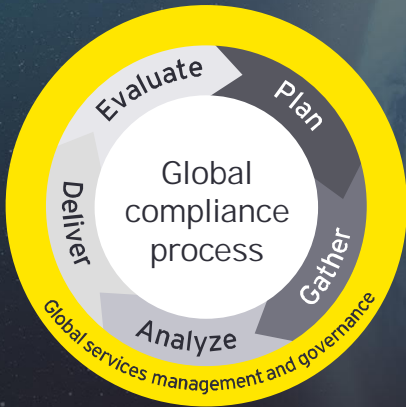 Evaluate
Plan
Gather
Analyze
Deliver
Global
compliance
process
Global services management and governance